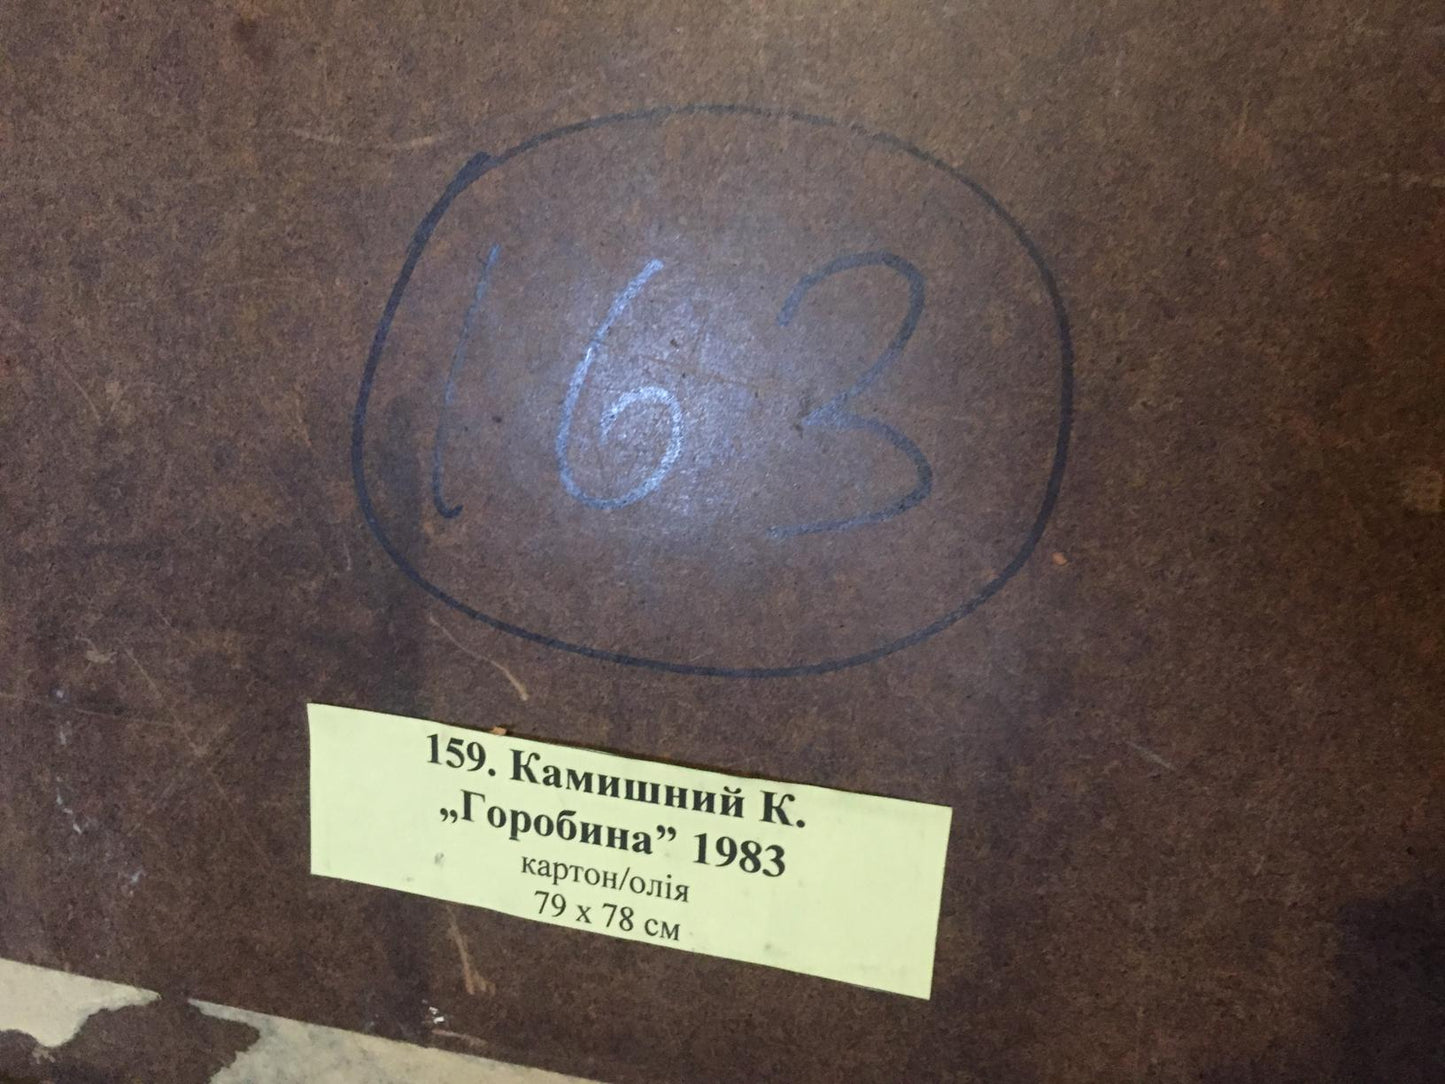 163
159. Камишний К.
„Горобина” 1983
картон/олія
79 х 78 см